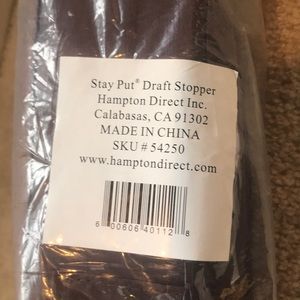 Stay Put® Draft Stopper
Hampton Direct Inc.
Calabasas, CA 91302
MADE IN CHINA
SKU # 54250
www.hamptondirect.com
6 00606 40112 8